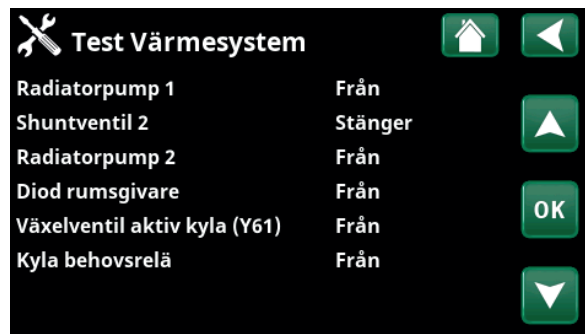 Test Värmesystem
Radiatorpump 1 Från
Shuntventil 2 Stänger
Radiatorpump 2 Från
Diod rumsgivare Från
Växelventil aktiv kyla (Y61) Från
OK
Kyla behovsrelä Från